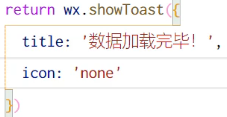 return wx.showToast({
title: '数据加载完毕！',
icon: 'none'
})